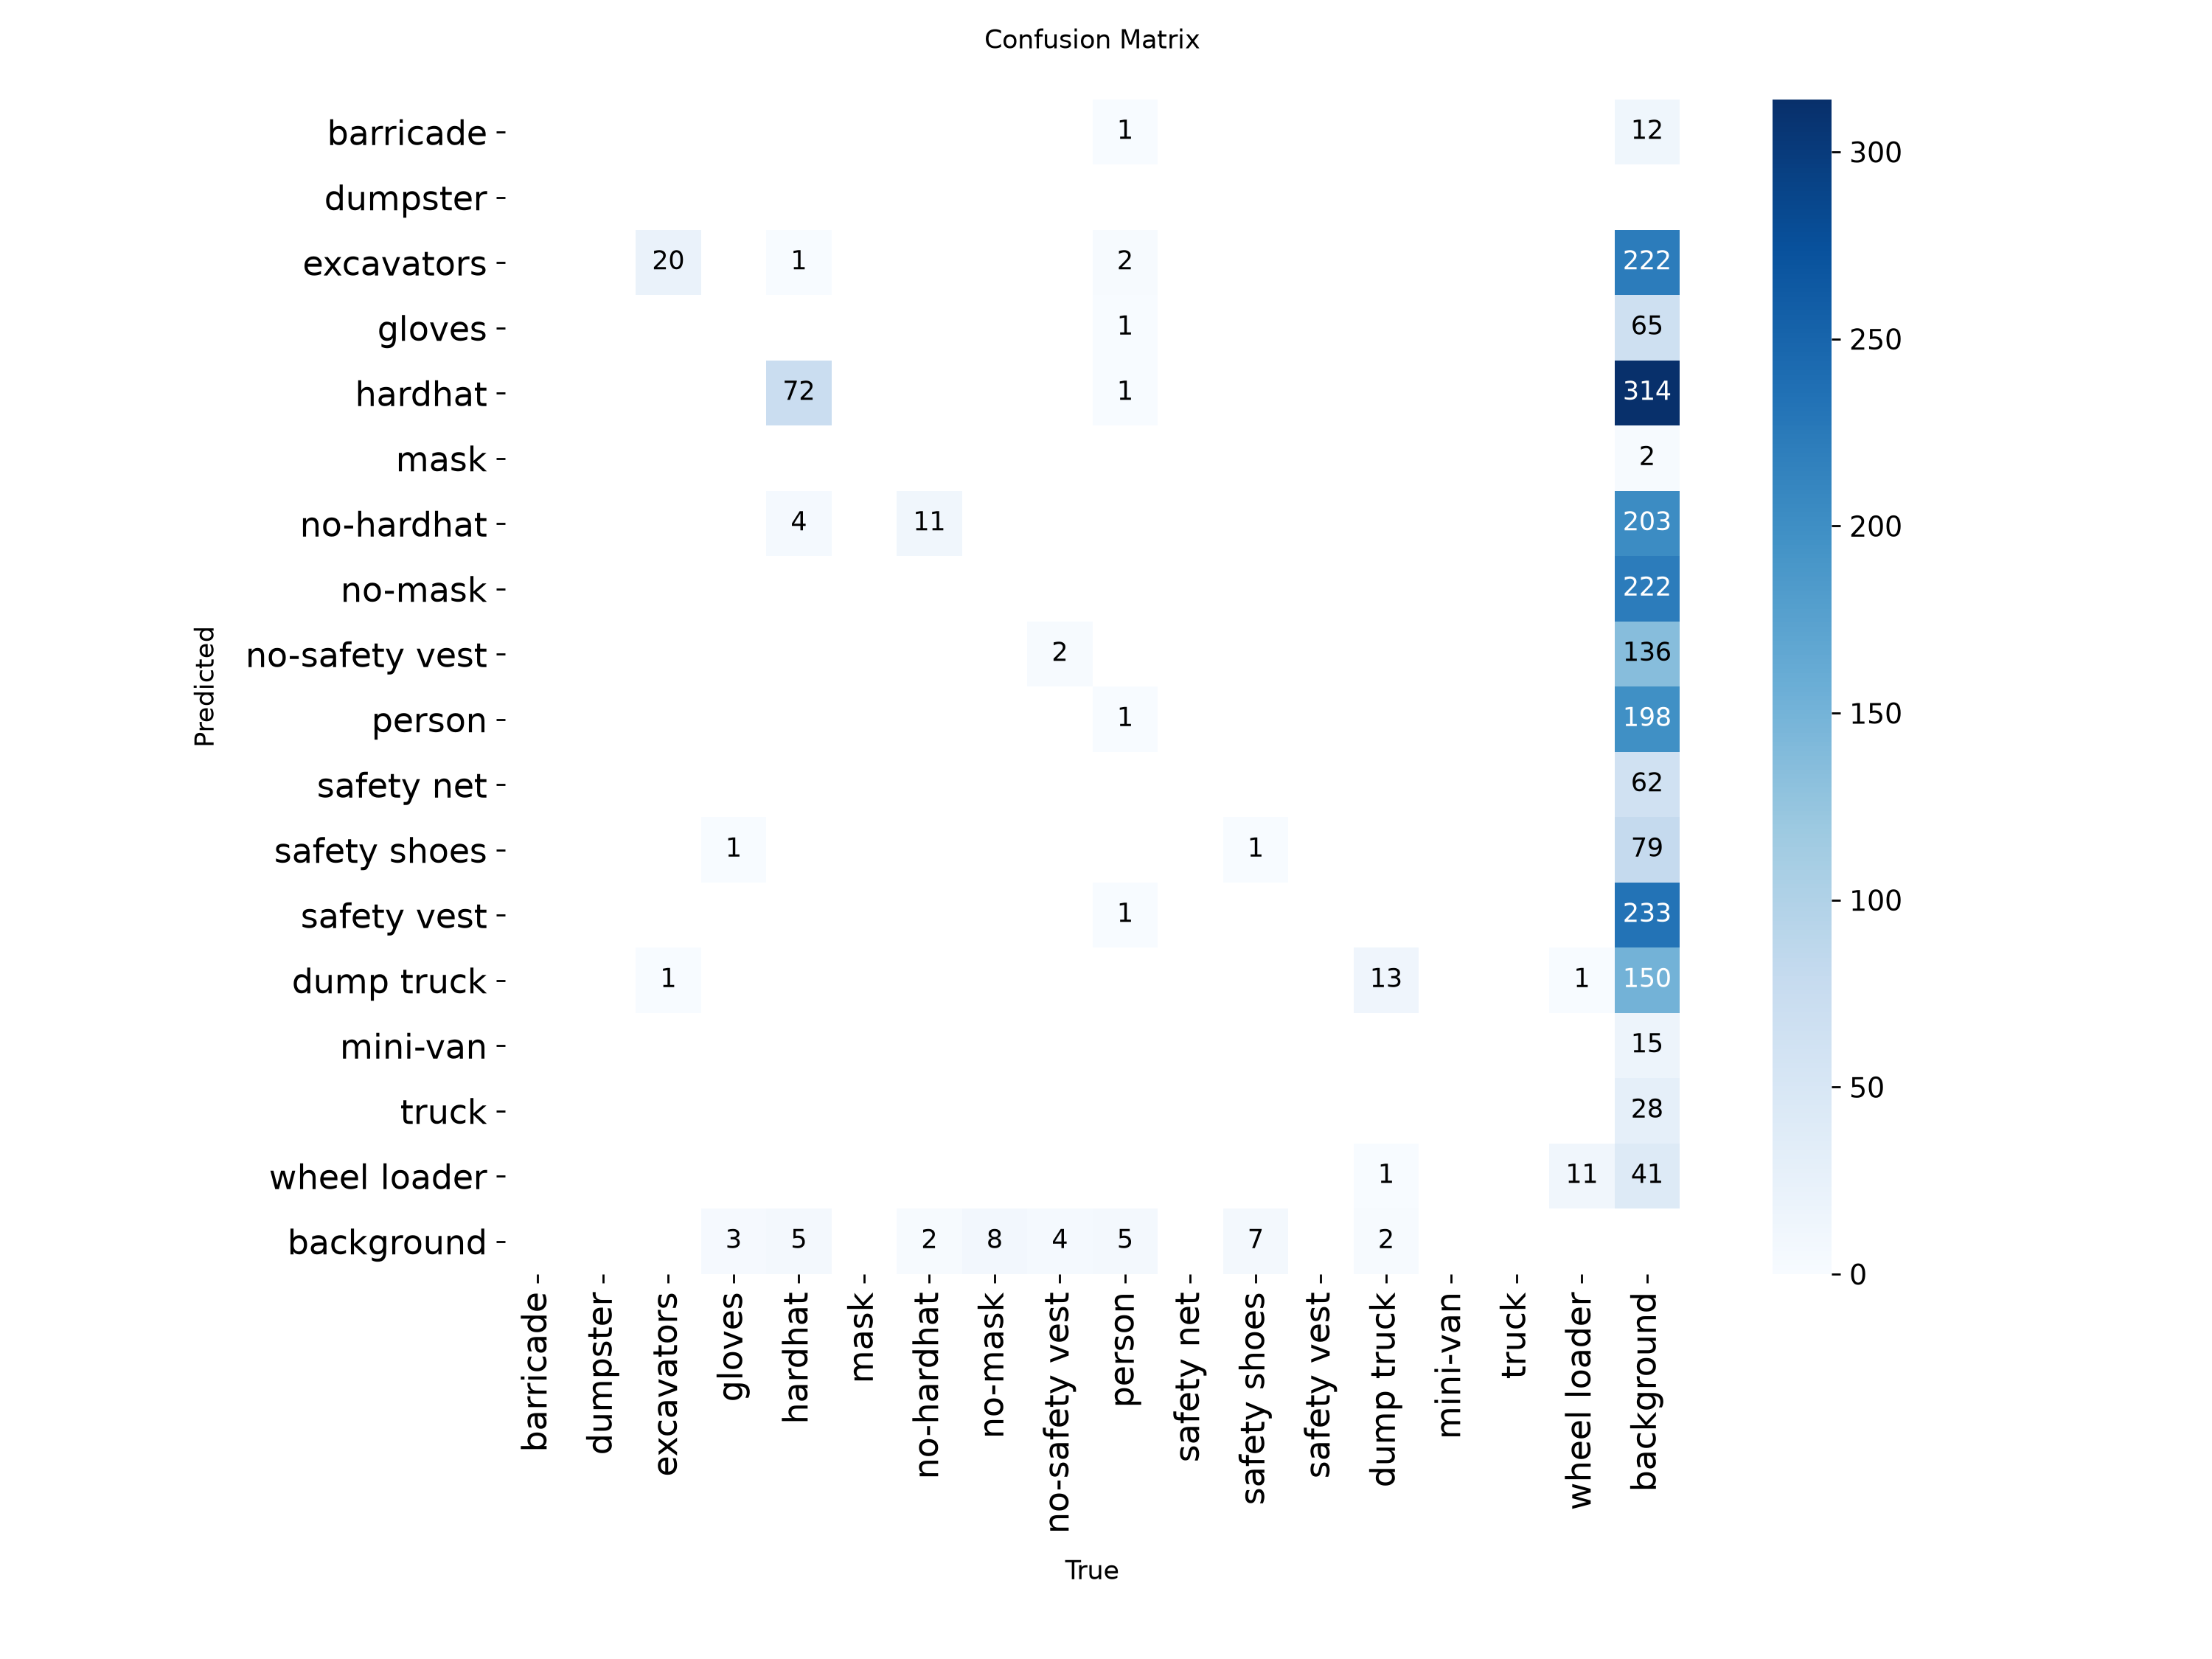 Confusion Matrix
barricade 1 12
dumpster
excavators 20 1 2 222
gloves 1 65
hardhat 72 1 314
mask 2
no-hardhat 4 11 203
no-mask 222
no-safety vest 2 136
person 1 198
safety net 62
safety shoes 1 1 79
safety vest 1 233
dump truck 1 13 1 150
mini-van 15
truck 28
wheel loader 1 11 41
background 3 5 2 8 4 5 7 2
Predicted
barricade
dumpster
excavators
gloves
hardhat
mask
no-hardhat
no-mask
no-safety vest
person
safety net
safety shoes
safety vest
dump truck
mini-van
truck
wheel loader
background
True
300
250
200
150
100
50
0